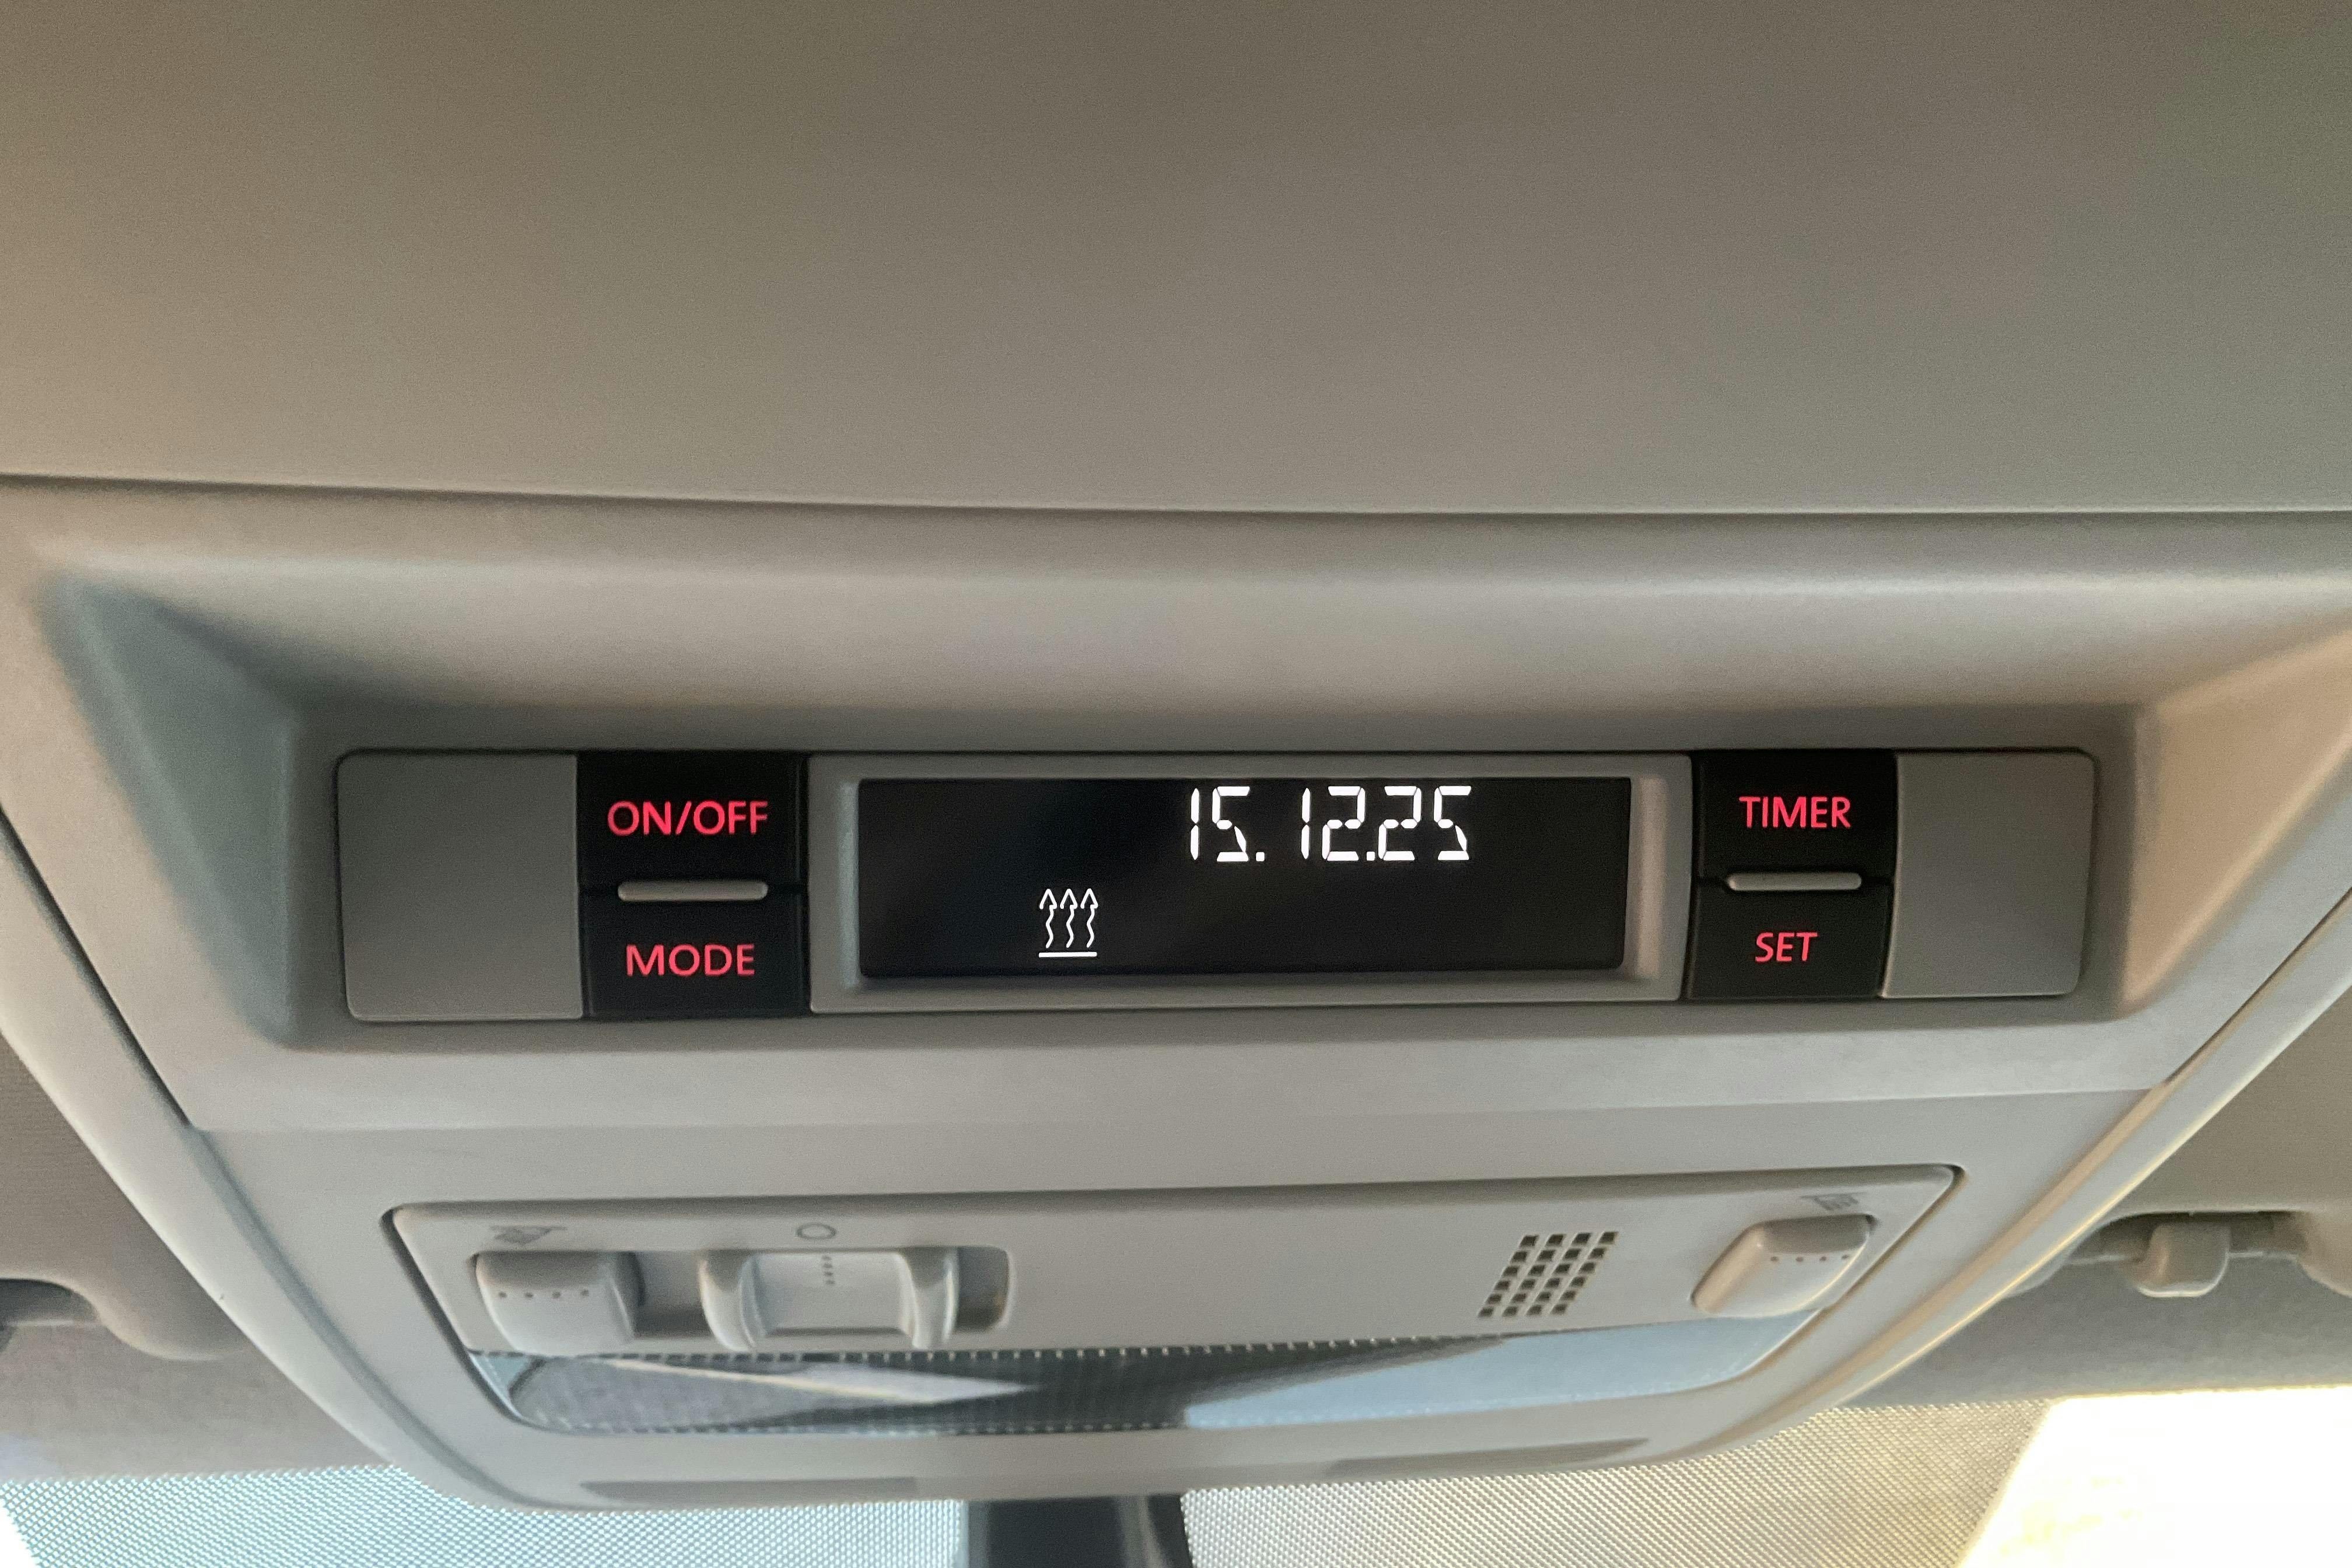 ON/OFF
MODE
15.12.25
TIMER
SET